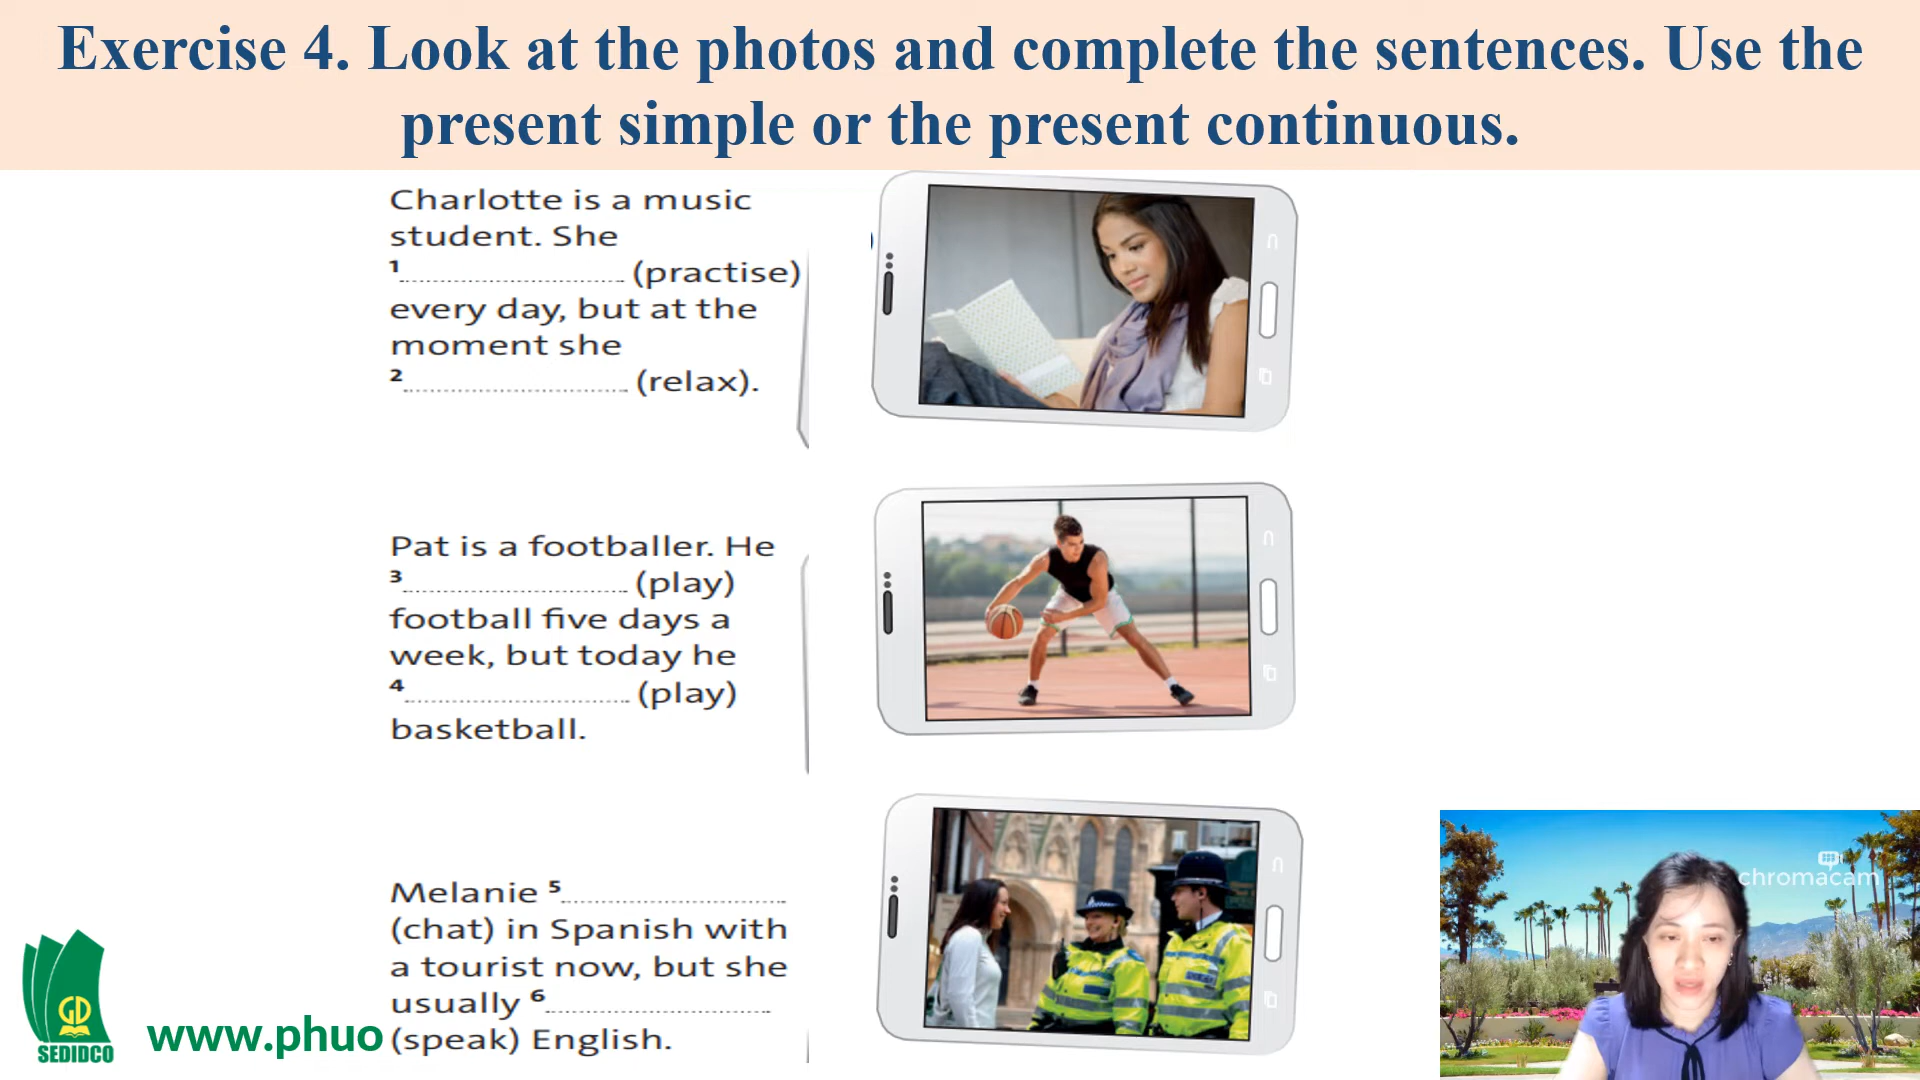 Exercise 4. Look at the photos and complete the sentences. Use the
present simple or the present continuous.
Charlotte is a music
student. She
1.............................. (practise)
every day, but at the
moment she
2.............................. (relax).
Pat is a footballer. He
3.............................. (play)
football five days a
week, but today he
4.............................. (play)
basketball.
Melanie 5..............................
(chat) in Spanish with
a tourist now, but she
usually 6..............................
(speak) English.
GD
SEDIDCO
www.phuo
chromacam